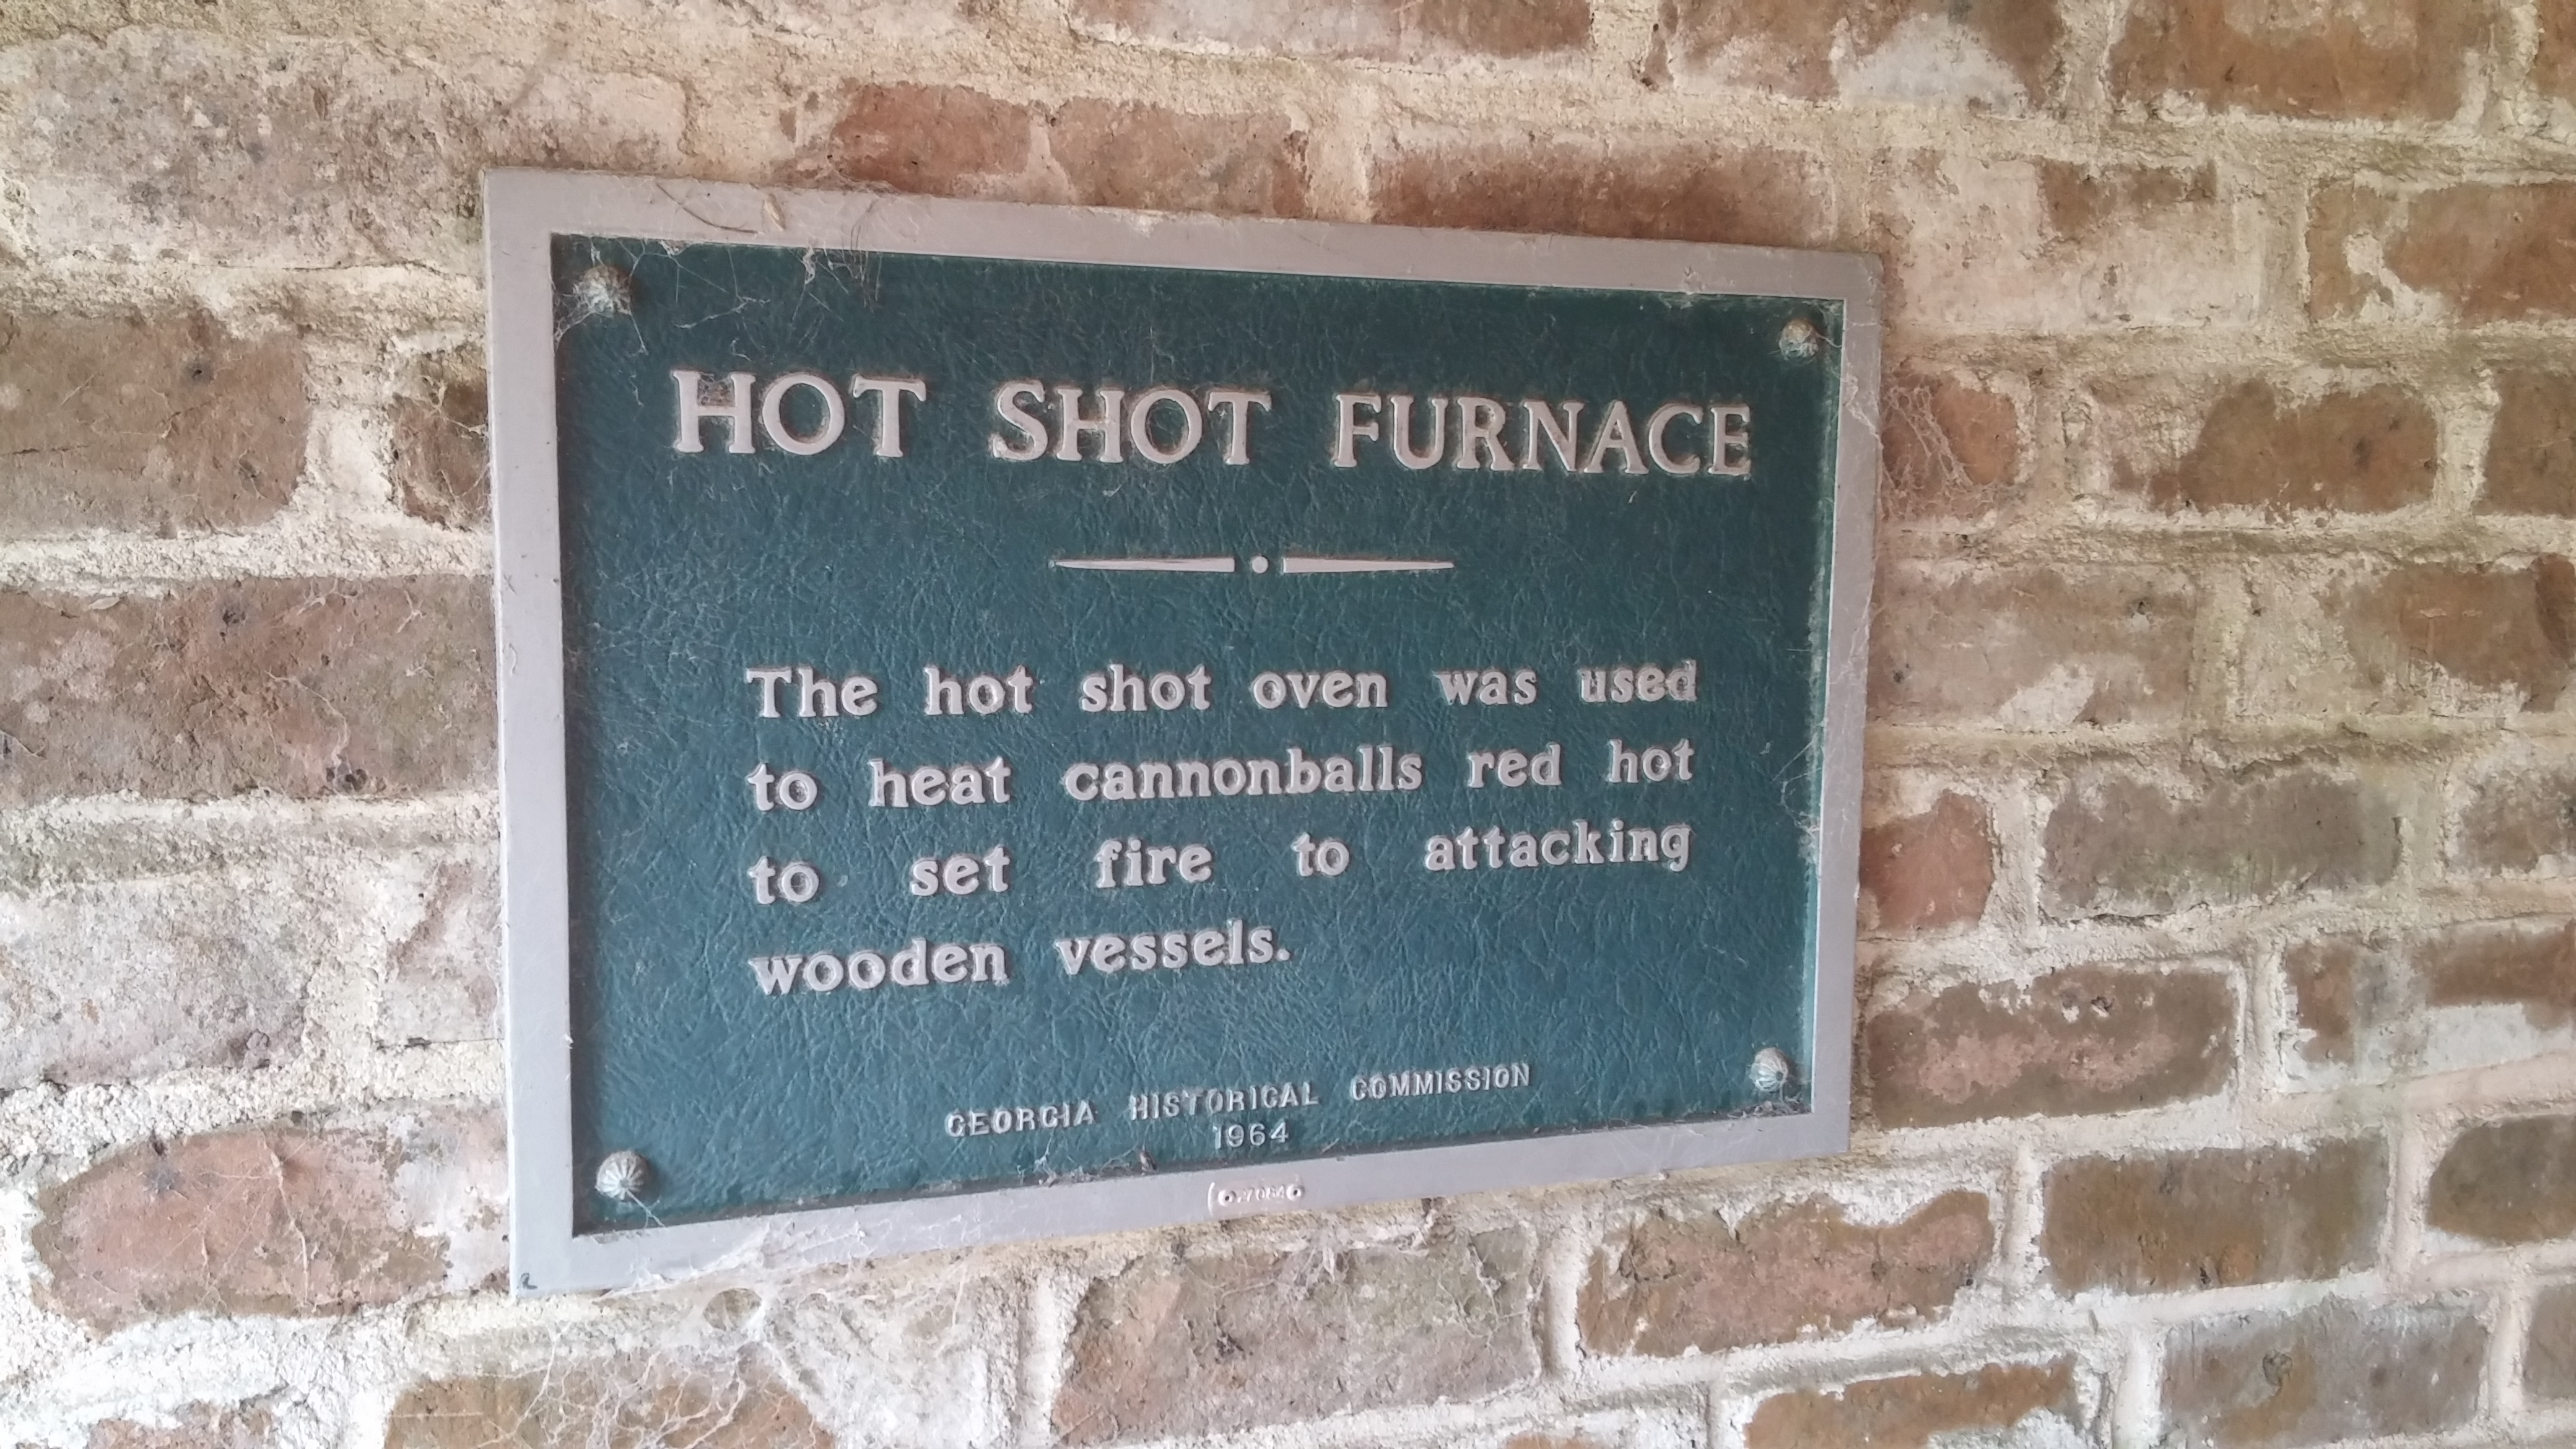 HOT SHOT FURNACE
The hot shot oven was used
to heat cannonballs red hot
to set fire to attacking
wooden vessels.
GEORGIA HISTORICAL COMMISSION
1964